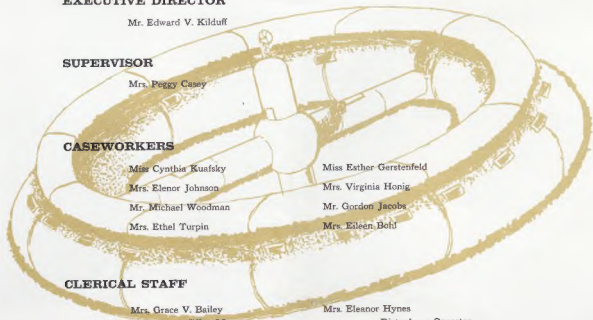 EXECUTIVE DIRECTOR
Mr. Edward V. Kilduff
SUPERVISOR
Mrs. Peggy Casey
CASEWORKERS
Miss Cynthia Kuafsky
Mrs. Elenor Johnson
Mr. Michael Woodman
Mrs. Ethel Turpin
Miss Esther Gerstenfeld
Mrs. Virginia Honig
Mr. Gordon Jacobs
Mrs. Eileen Bohl
CLERICAL STAFF
Mrs. Grace V. Bailey
Mrs. Eleanor Hynes